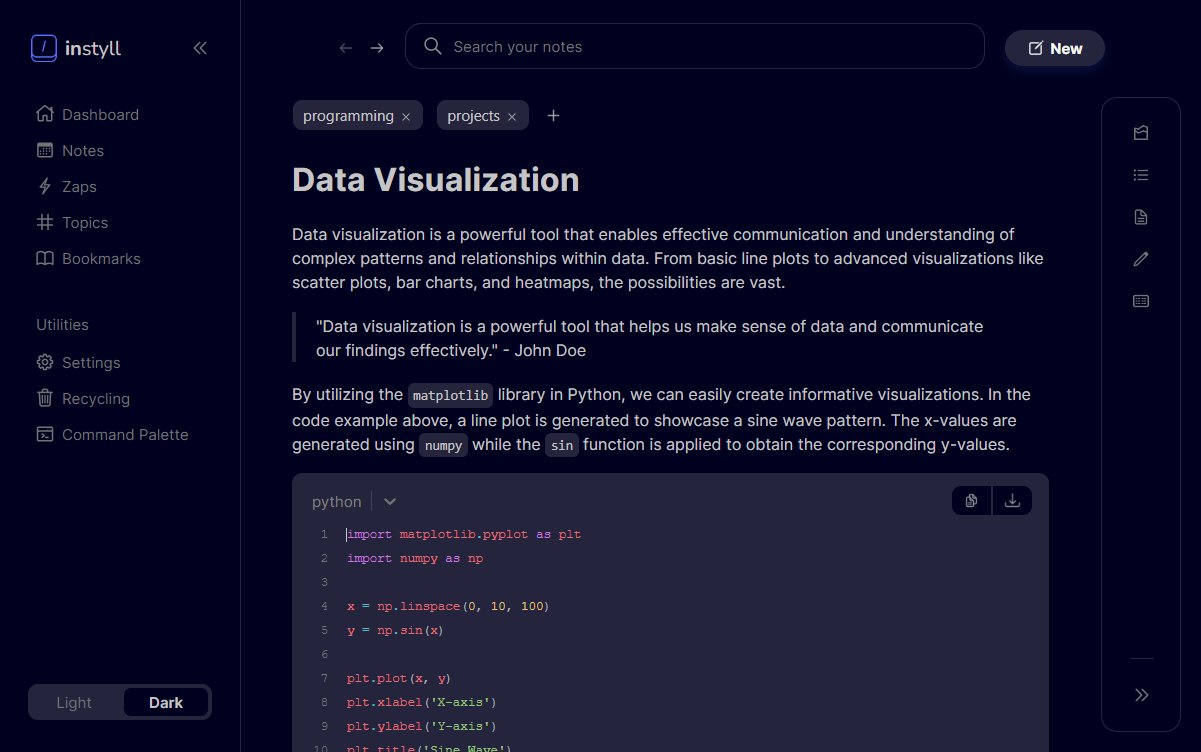 instyll
Search your notes
New
Dashboard
Notes
Zaps
Topics
Bookmarks
Utilities
Settings
Recycling
Command Palette
Light
Dark
programming ×
projects ×
+
Data Visualization
Data visualization is a powerful tool that enables effective communication and understanding of
complex patterns and relationships within data. From basic line plots to advanced visualizations like
scatter plots, bar charts, and heatmaps, the possibilities are vast.
"Data visualization is a powerful tool that helps us make sense of data and communicate
our findings effectively." - John Doe
By utilizing the matplotlib library in Python, we can easily create informative visualizations. In the
code example above, a line plot is generated to showcase a sine wave pattern. The x-values are
generated using numpy while the sin function is applied to obtain the corresponding y-values.
python
1 import matplotlib.pyplot as plt
2 import numpy as np
3
4 x = np.linspace(0, 10, 100)
5 y = np.sin(x)
6
7 plt.plot(x, y)
8 plt.xlabel('X-axis')
9 plt.ylabel('Y-axis')
10 plt.title('Sine Wave')